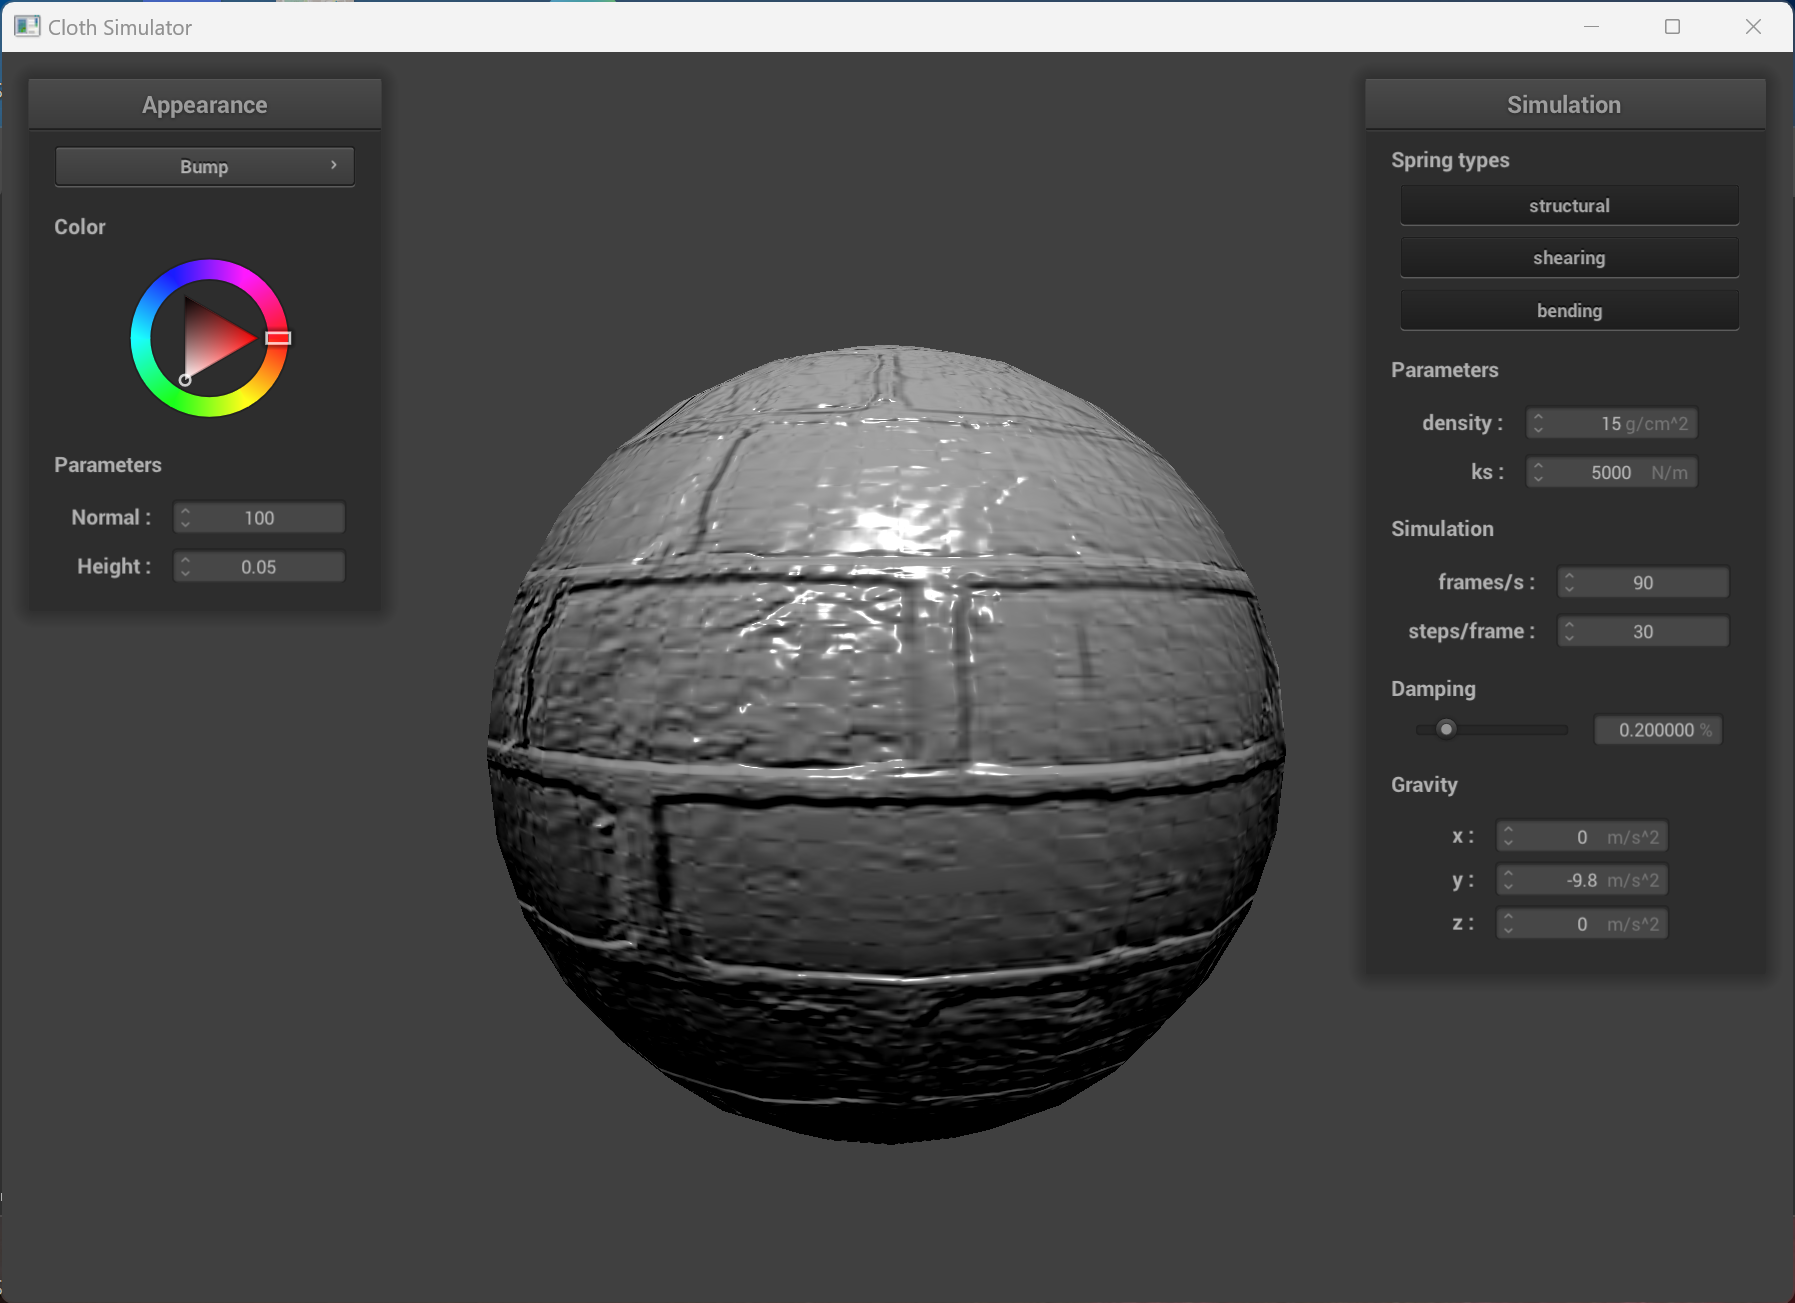 Cloth Simulator
Appearance
Bump
Color
Parameters
Normal : 100
Height : 0.05
Simulation
Spring types
structural
shearing
bending
Parameters
density : 15 g/cm^2
ks : 5000 N/m
Simulation
frames/s : 90
steps/frame : 30
Damping
0.200000 %
Gravity
x : 0 m/s^2
y : -9.8 m/s^2
z : 0 m/s^2